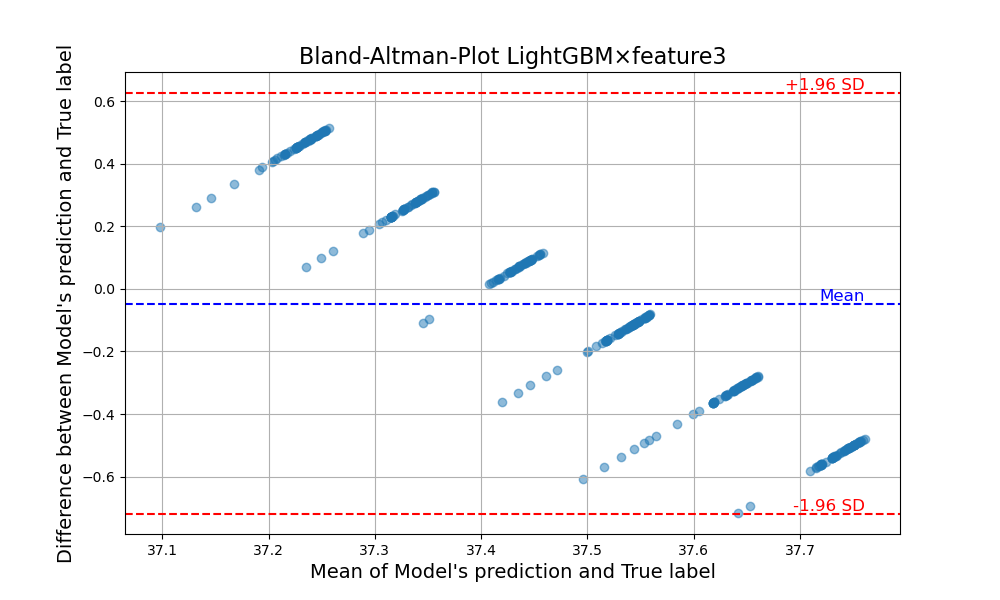 Bland-Altman-Plot LightGBM×feature3
Difference between Model's prediction and True label
+1.96 SD
Mean
-1.96 SD
0.6
0.4
0.2
0.0
−0.2
−0.4
−0.6
37.1 37.2 37.3 37.4 37.5 37.6 37.7
Mean of Model's prediction and True label